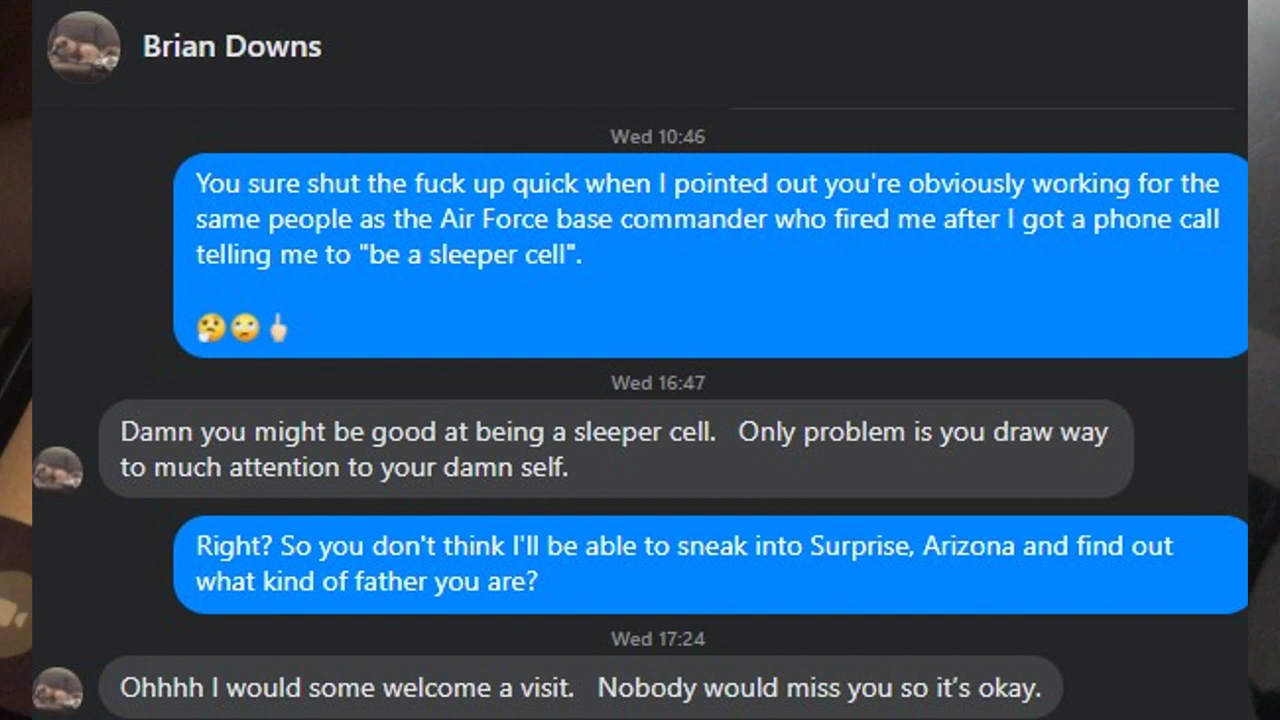 Brian Downs
Wed 10:46
You sure shut the fuck up quick when I pointed out you're obviously working for the
same people as the Air Force base commander who fired me after I got a phone call
telling me to "be a sleeper cell".
🤔🙄🖕🏻
Wed 16:47
Damn you might be good at being a sleeper cell.   Only problem is you draw way
to much attention to your damn self.
Right? So you don't think I'll be able to sneak into Surprise, Arizona and find out
what kind of father you are?
Wed 17:24
Ohhhh I would some welcome a visit.   Nobody would miss you so it’s okay.